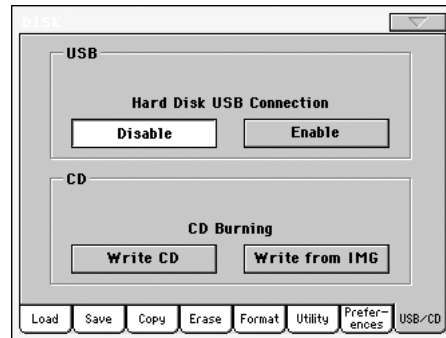 DISK
USB
Hard Disk USB Connection
Disable Enable
CD
CD Burning
Write CD Write from IMG
Load Save Copy Erase Format Utility Prefer-ences USB/CD